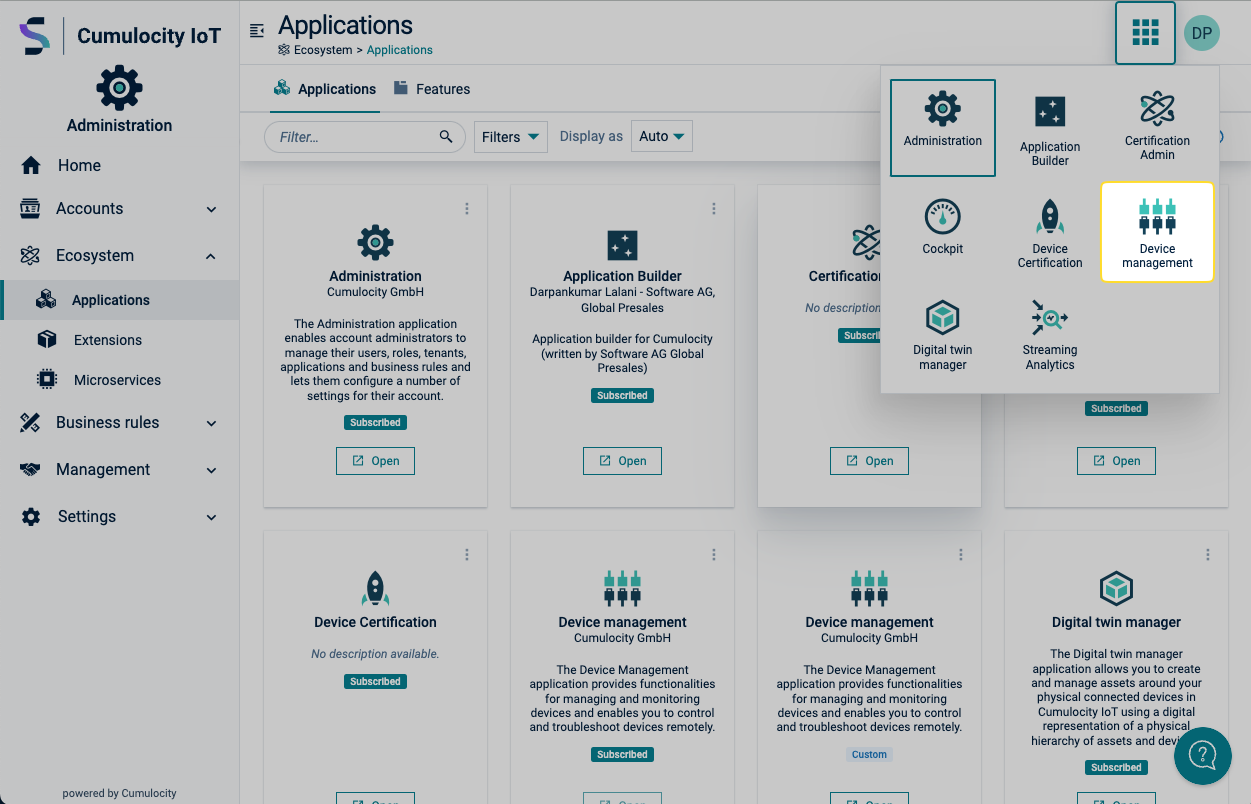 Cumulocity IoT
Administration
Home
Accounts
Ecosystem
Applications
Extensions
Microservices
Business rules
Management
Settings
powered by Cumulocity
Applications
Ecosystem > Applications
DP
Applications
Features
Filter...
Filters
Display as
Auto
Administration
Application
Builder
Certification
Admin
Cockpit
Device
Certification
Device
management
Digital twin
manager
Streaming
Analytics
Administration
Cumulocity GmbH
The Administration application
enables account administrators to
manage their users, roles, tenants,
applications and business rules and
lets them configure a number of
settings for their account.
Subscribed
Open
Application Builder
Darpankumar Lalani - Software AG,
Global Presales
Application builder for Cumulocity
(written by Software AG Global
Presales)
Subscribed
Open
Certification
No description
Open
Subscribed
Open
Device Certification
No description available.
Subscribed
Device management
Cumulocity GmbH
The Device Management
application provides functionalities
for managing and monitoring
devices and enables you to control
and troubleshoot devices remotely.
Subscribed
Device management
Cumulocity GmbH
The Device Management
application provides functionalities
for managing and monitoring
devices and enables you to control
and troubleshoot devices remotely.
Custom
Digital twin manager
The Digital twin manager
application allows you to create
and manage assets around your
physical connected devices in
Cumulocity IoT using a digital
representation of a physical
hierarchy of assets and
Subscribed